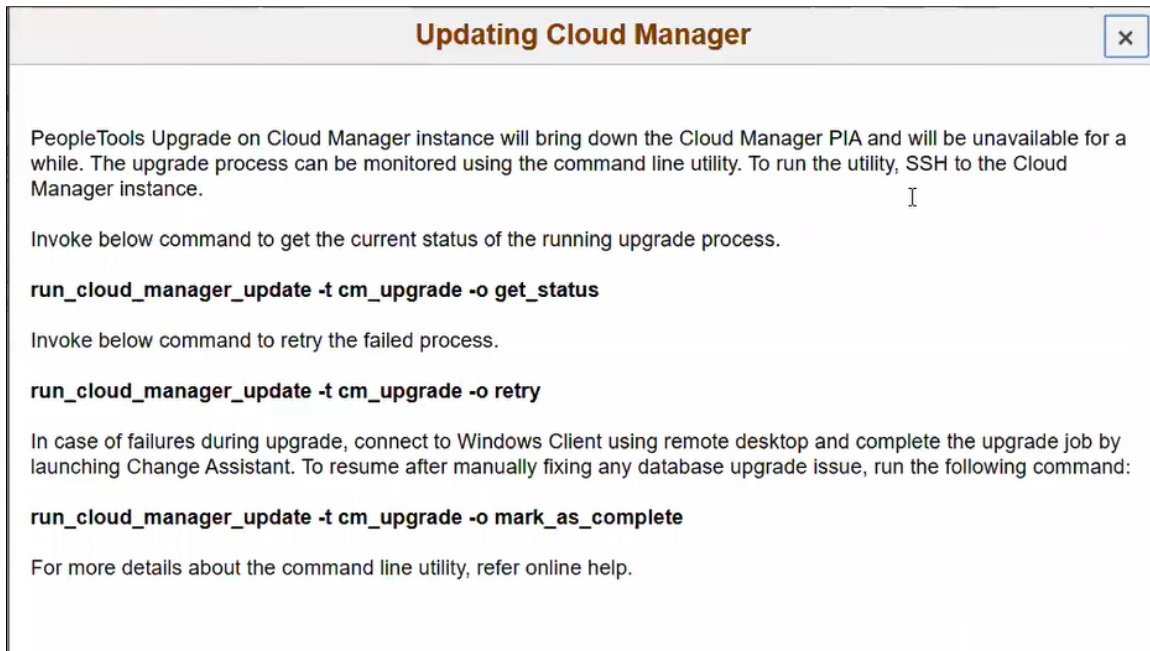 Updating Cloud Manager
PeopleTools Upgrade on Cloud Manager instance will bring down the Cloud Manager PIA and will be unavailable for a
while. The upgrade process can be monitored using the command line utility. To run the utility, SSH to the Cloud
Manager instance.
Invoke below command to get the current status of the running upgrade process.
run_cloud_manager_update -t cm_upgrade -o get_status
Invoke below command to retry the failed process.
run_cloud_manager_update -t cm_upgrade -o retry
In case of failures during upgrade, connect to Windows Client using remote desktop and complete the upgrade job by
launching Change Assistant. To resume after manually fixing any database upgrade issue, run the following command:
run_cloud_manager_update -t cm_upgrade -o mark_as_complete
For more details about the command line utility, refer online help.